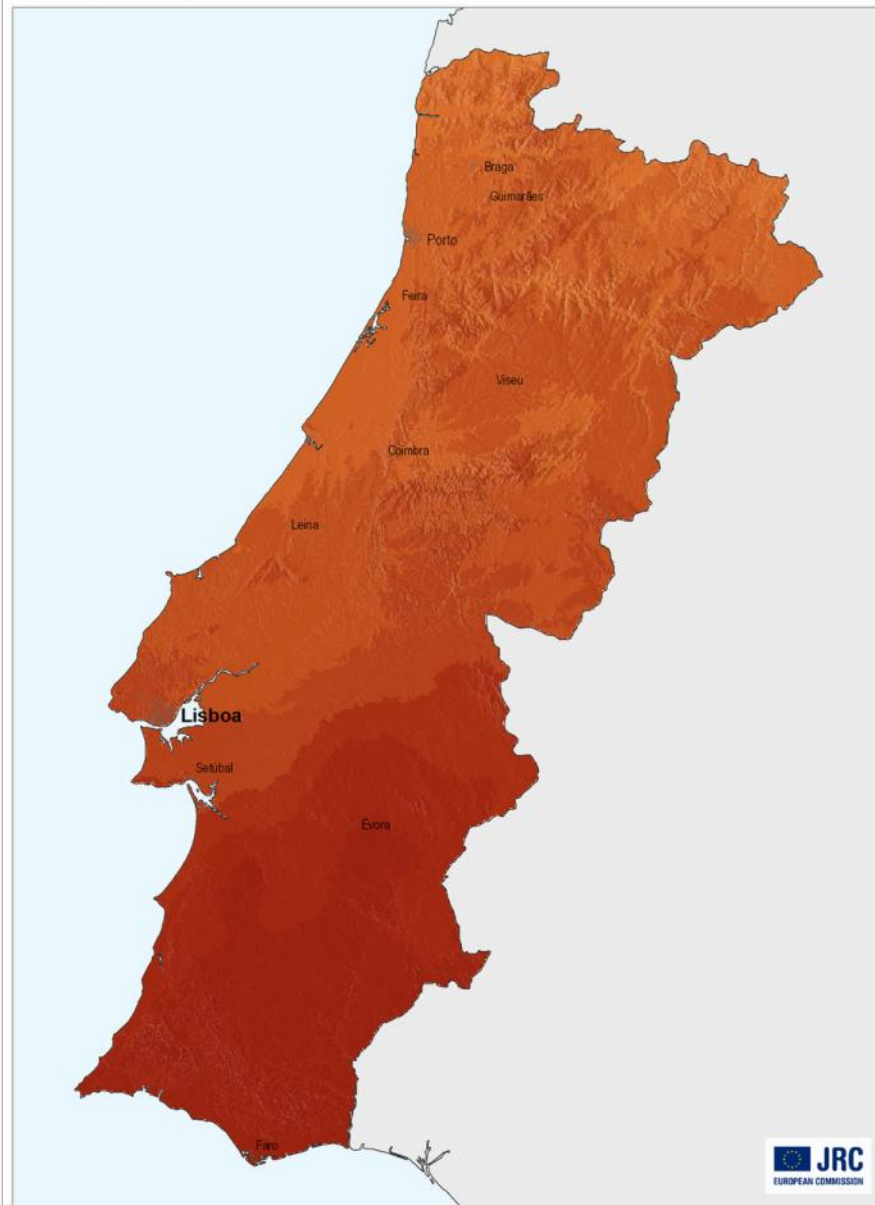 Braga
Guimarães
Porto
Feira
Viseu
Coimbra
Leiria
Lisboa
Setúbal
Évora
Faro
JRC
EUROPEAN COMMISSION